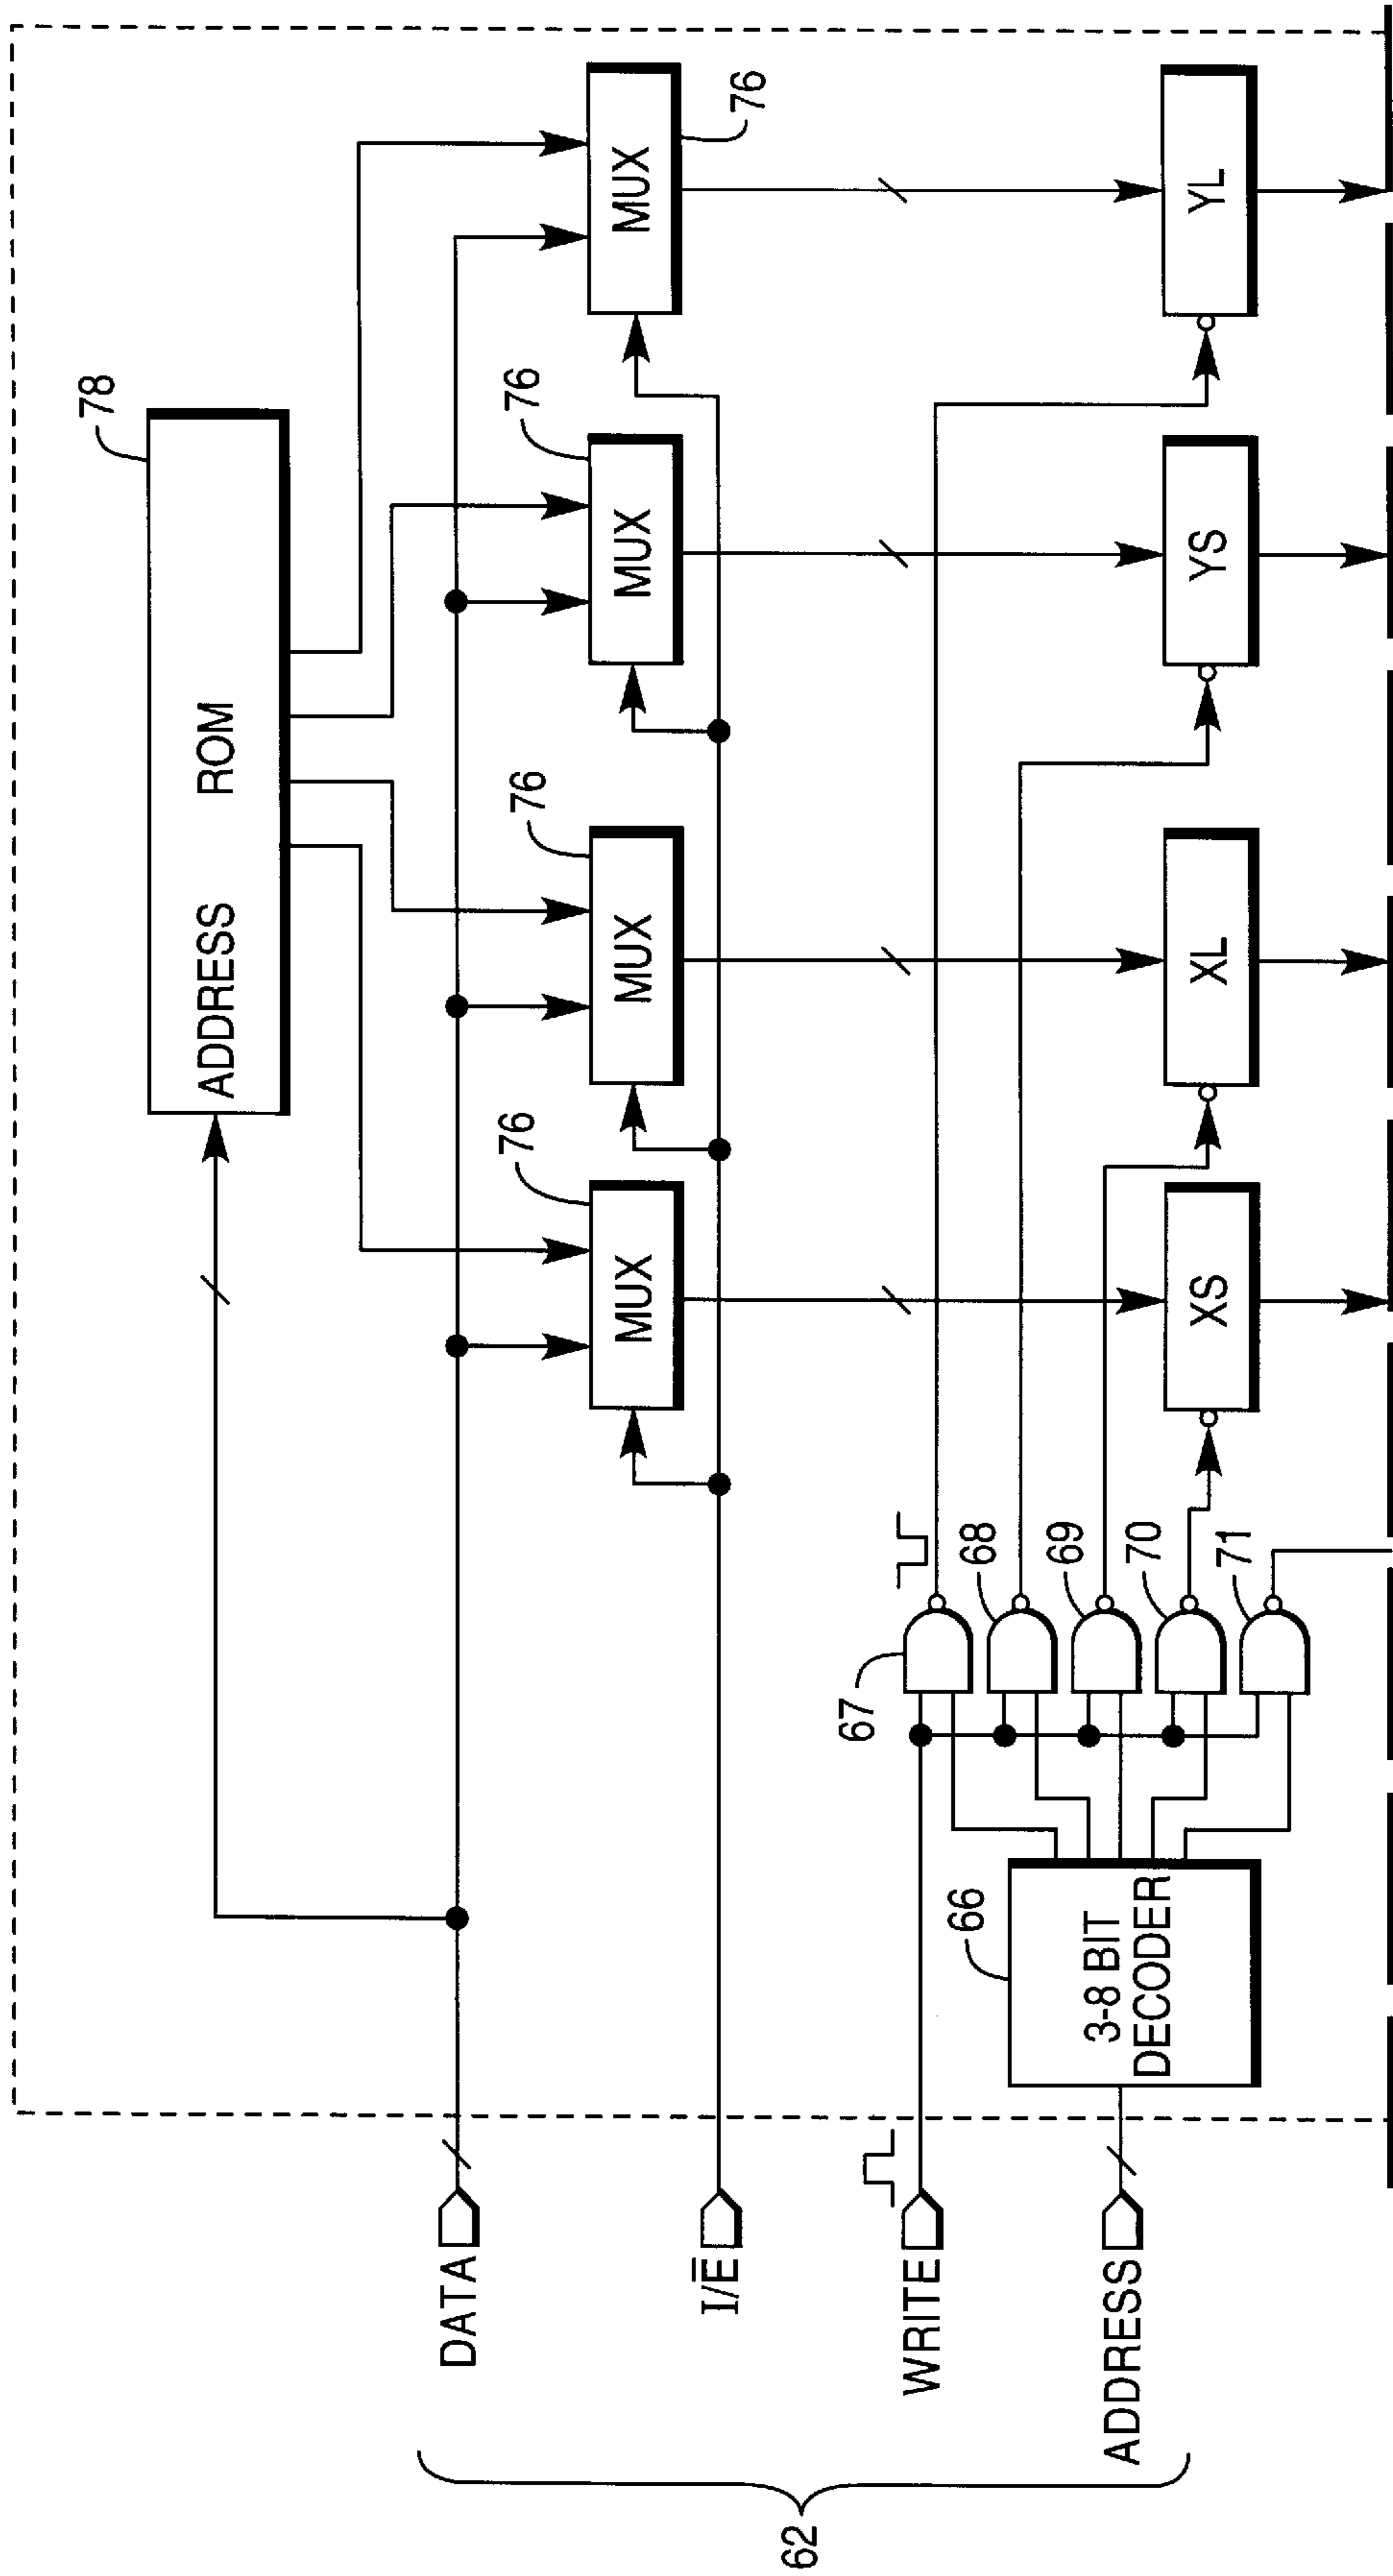 78
ADDRESS ROM
DATA
76
76
76
76
MUX
MUX
MUX
MUX
I/E̅
WRITE
67
68
69
70
71
66
3-8 BIT
DECODER
ADDRESS
XS
XL
YS
YL
62